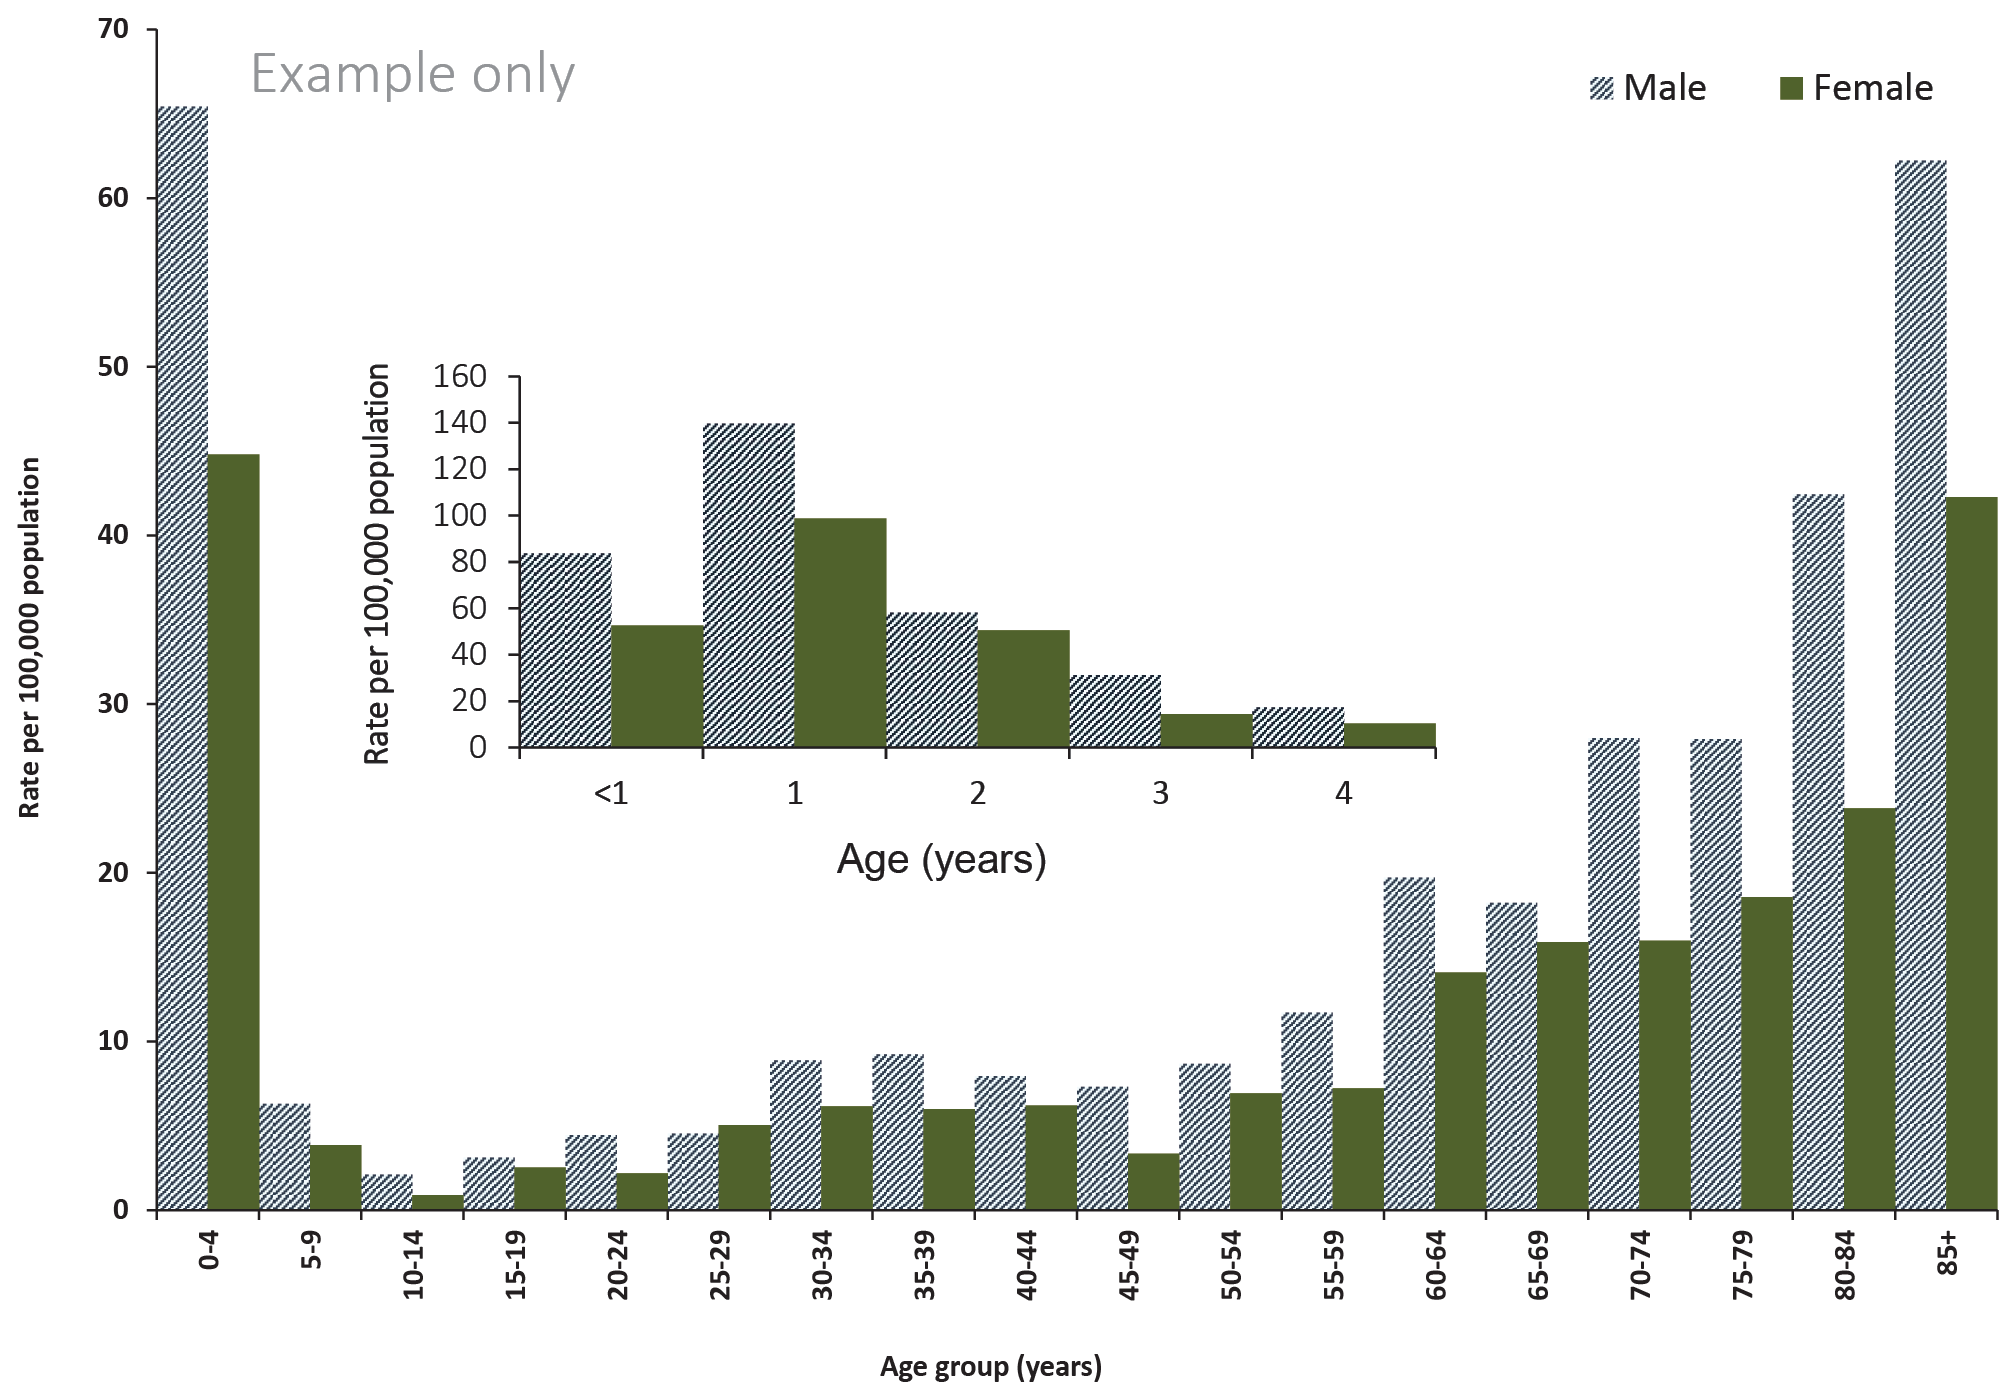 Example only
Male
Female
Rate per 100,000 population
70
60
50
40
30
20
10
0
Rate per 100,000 population
160
140
120
100
80
60
40
20
0
<1 1 2 3 4
Age (years)
0-4 5-9 10-14 15-19 20-24 25-29 30-34 35-39 40-44 45-49 50-54 55-59 60-64 65-69 70-74 75-79 80-84 85+
Age group (years)